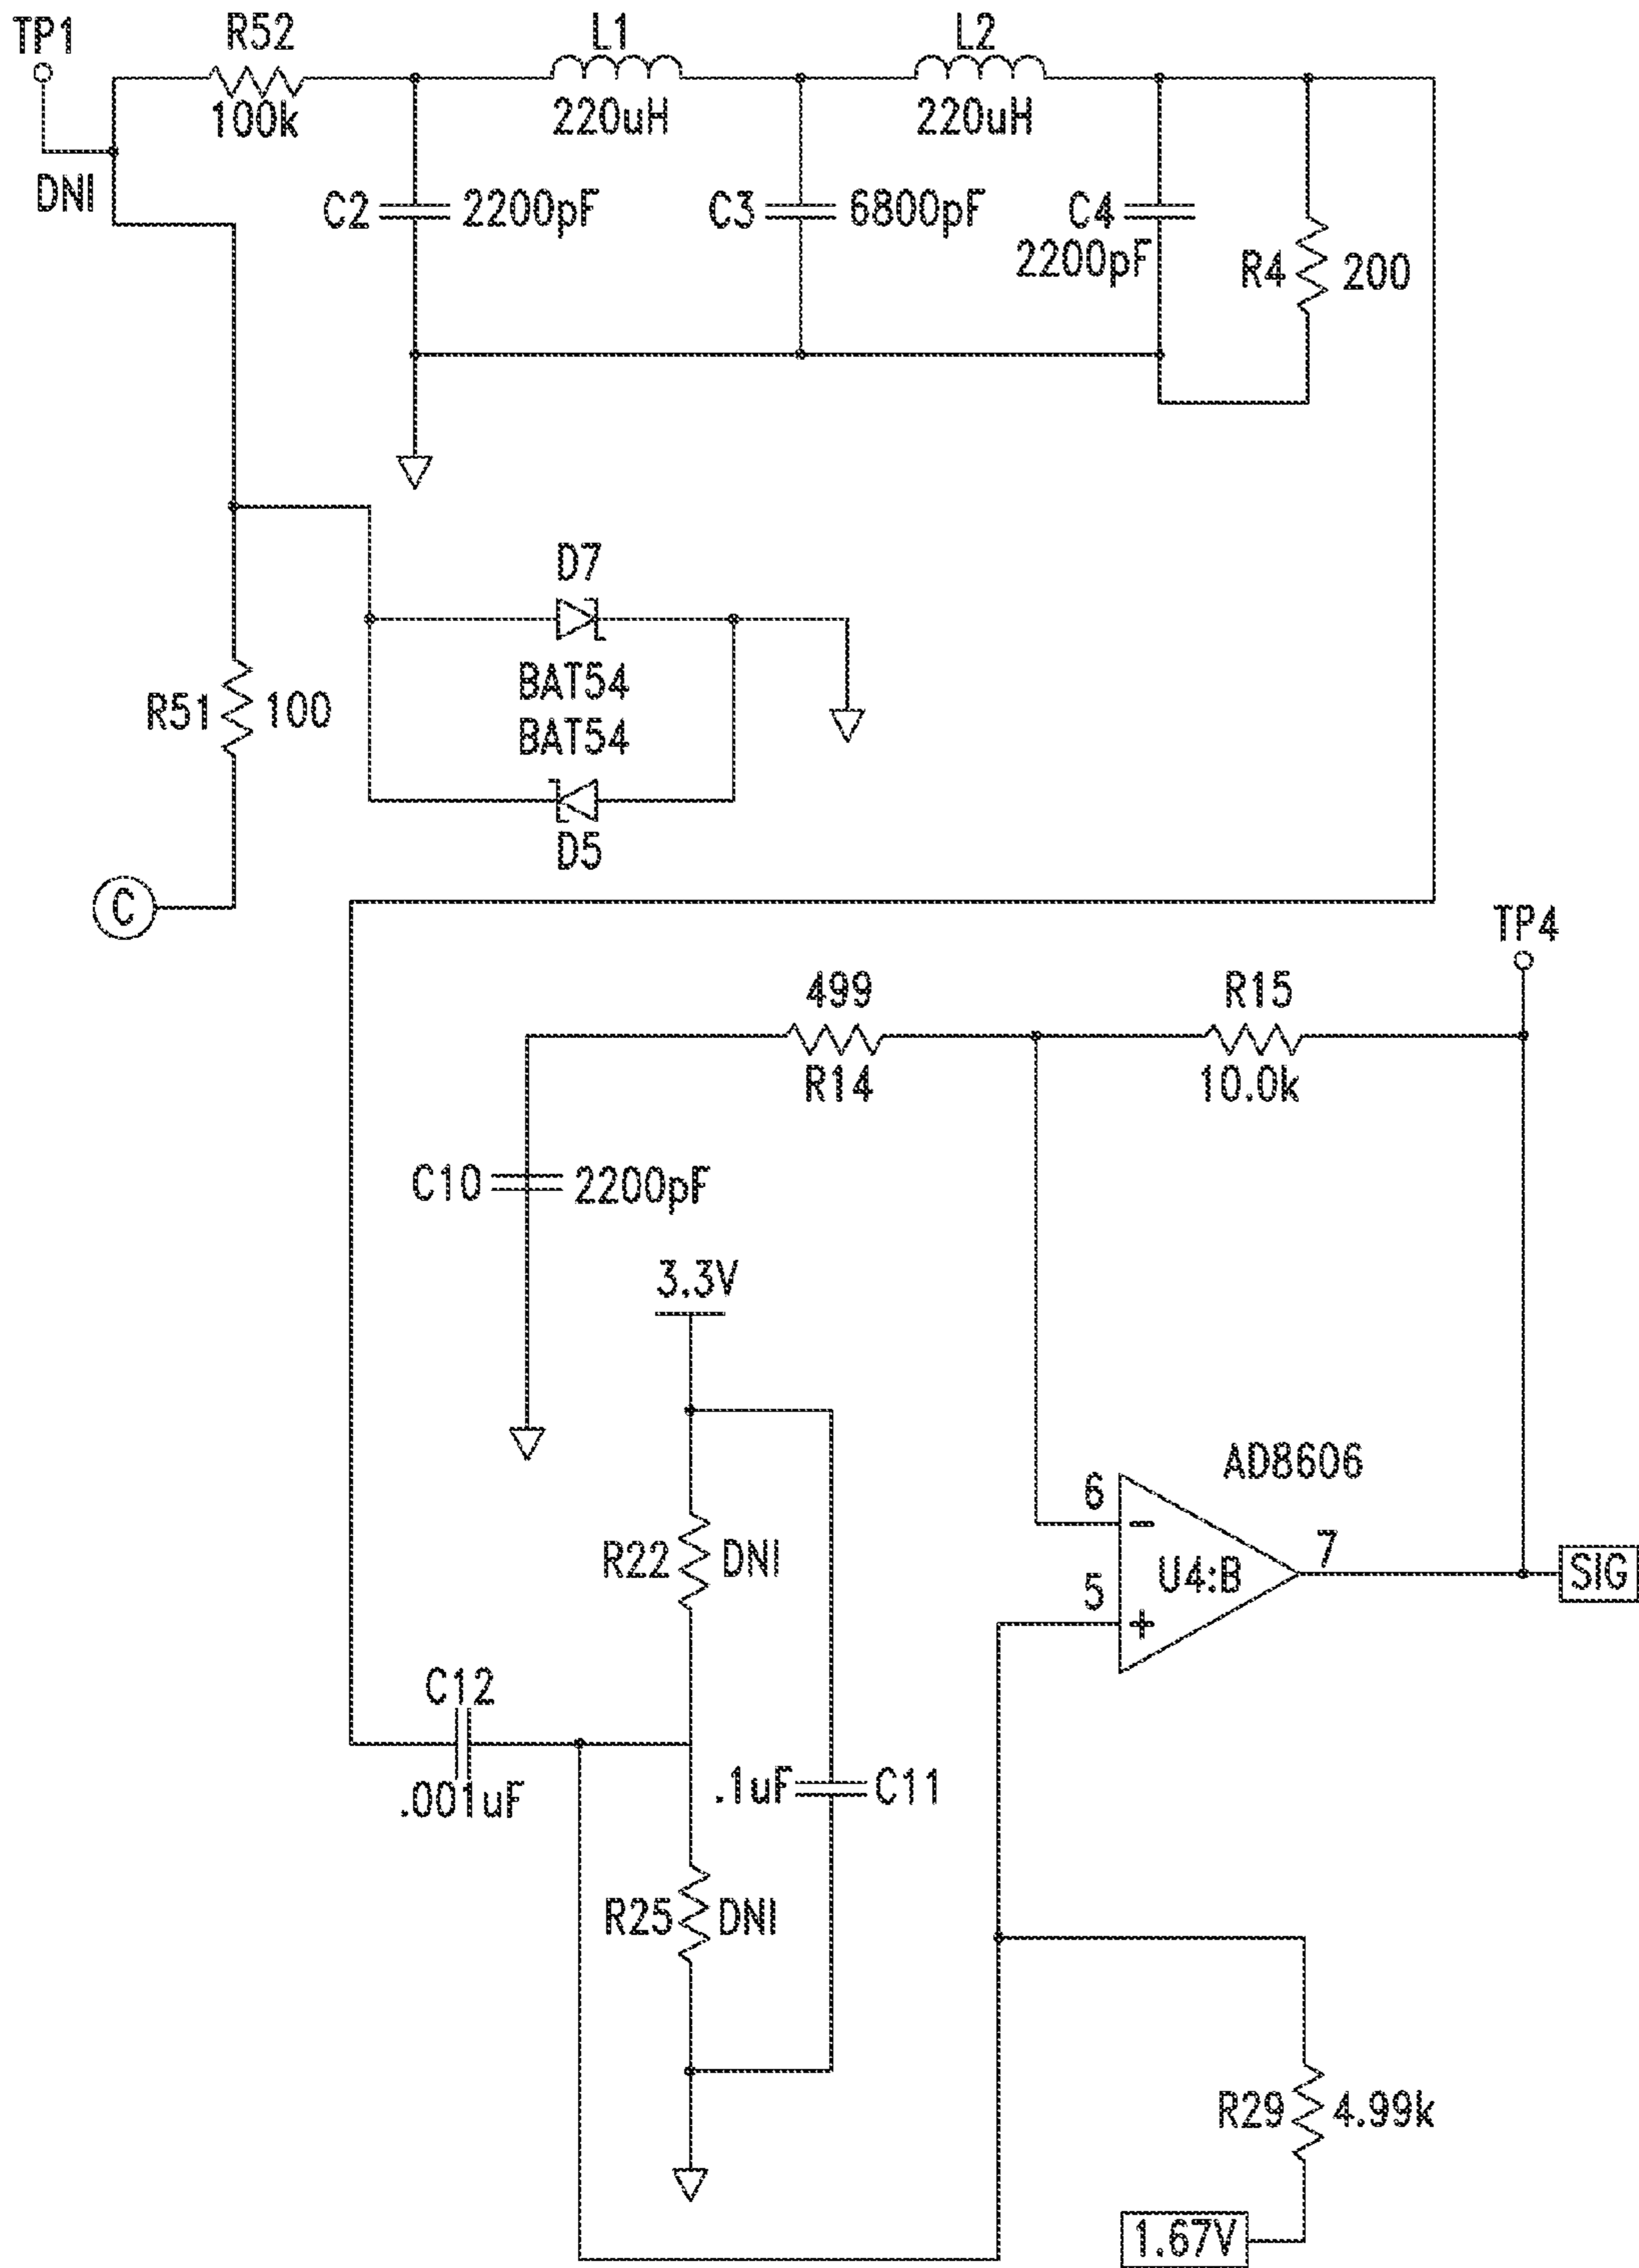 TP1
R52
100k
DNI
L1
220uH
L2
220uH
C2
2200pF
C3
6800pF
C4
2200pF
R4
200
D7
BAT54
BAT54
D5
R51
100
C
TP4
499
R14
R15
10.0k
C10
2200pF
3.3V
AD8606
6
5
7
-
+
U4:B
SIG
R22
DNI
C12
.001uF
.1uF
C11
R25
DNI
R29
4.99k
1.67V